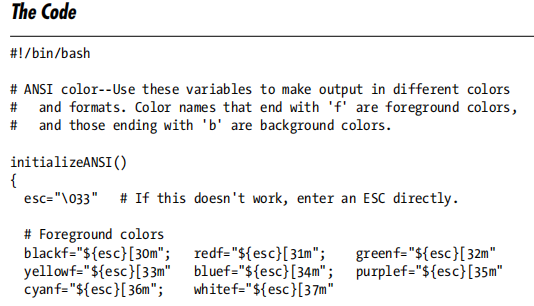 The Code
#!/bin/bash
# ANSI color--Use these variables to make output in different colors
#   and formats. Color names that end with 'f' are foreground colors,
#   and those ending with 'b' are background colors.
initializeANSI()
{
  esc="\033"   # If this doesn't work, enter an ESC directly.
  # Foreground colors
  blackf="${esc}[30m";   redf="${esc}[31m";    greenf="${esc}[32m"
  yellowf="${esc}[33m"   bluef="${esc}[34m";   purplef="${esc}[35m"
  cyanf="${esc}[36m";    whitef="${esc}[37m"